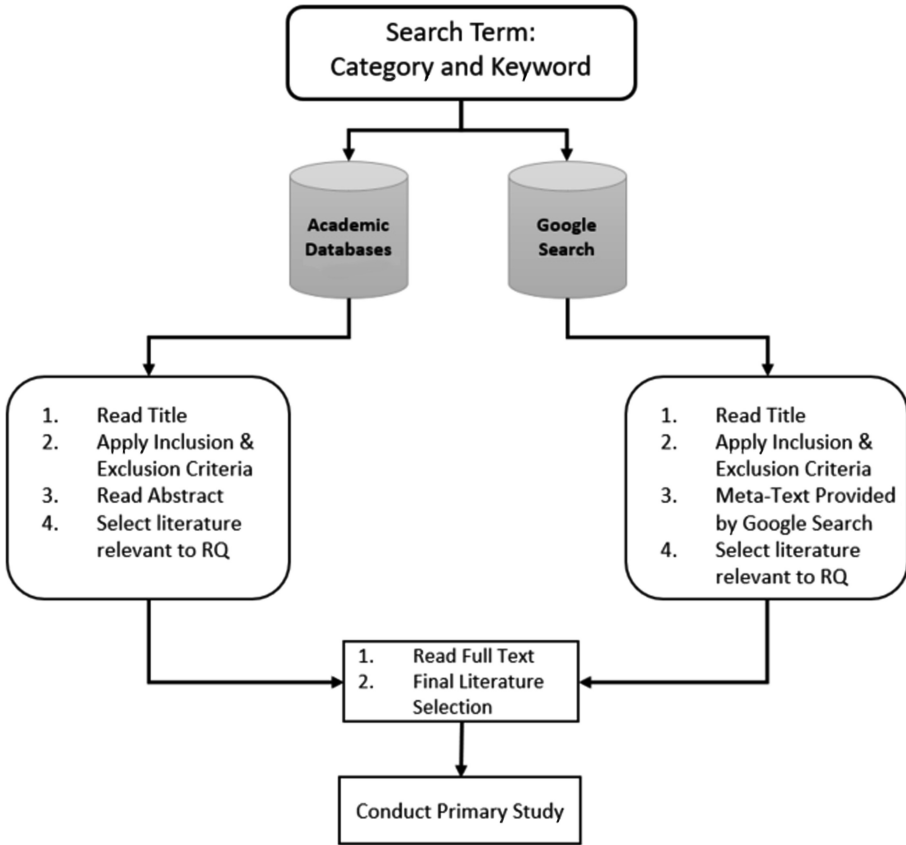 Search Term:
Category and Keyword
Academic
Databases
Google
Search
1. Read Title
2. Apply Inclusion &
Exclusion Criteria
3. Read Abstract
4. Select literature
relevant to RQ
1. Read Title
2. Apply Inclusion &
Exclusion Criteria
3. Meta-Text Provided
by Google Search
4. Select literature
relevant to RQ
1. Read Full Text
2. Final Literature
Selection
Conduct Primary Study